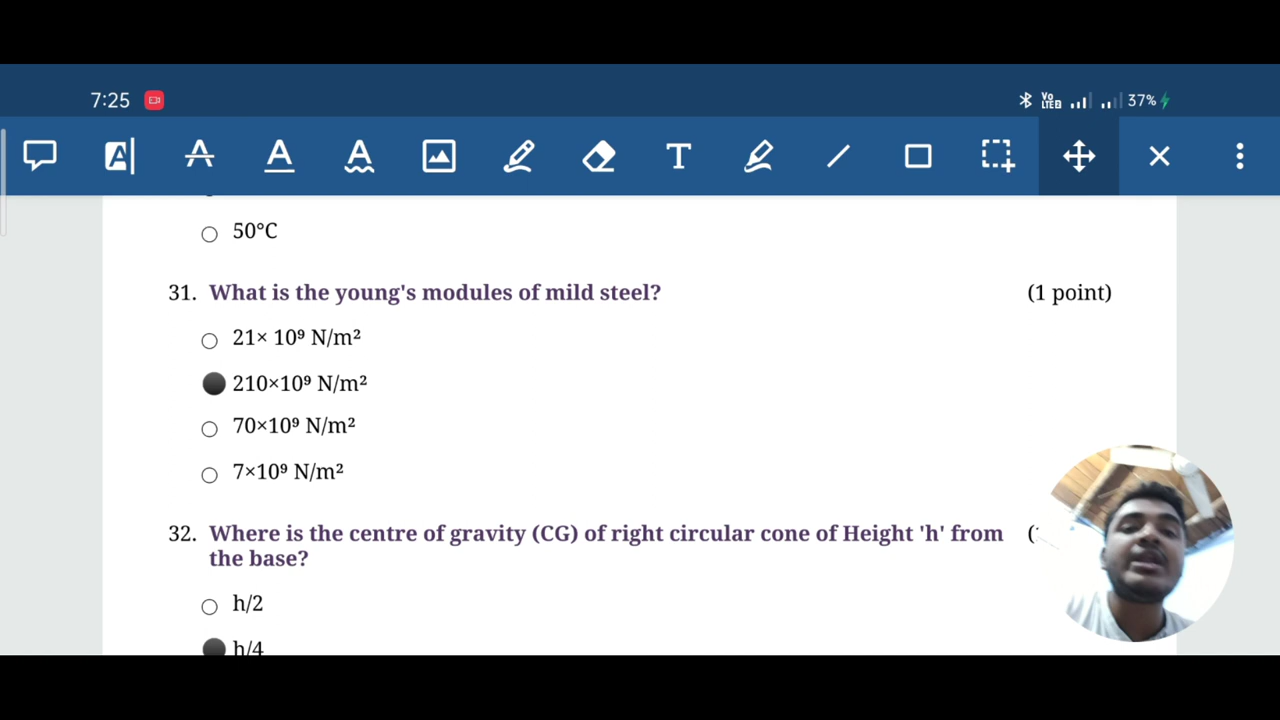 7:25
Vo
LTE2
37%
A A A A T
50°C
31. What is the young's modules of mild steel? (1 point)
21× 10⁹ N/m²
210×10⁹ N/m²
70×10⁹ N/m²
7×10⁹ N/m²
32. Where is the centre of gravity (CG) of right circular cone of Height 'h' from (
the base?
h/2
h/4